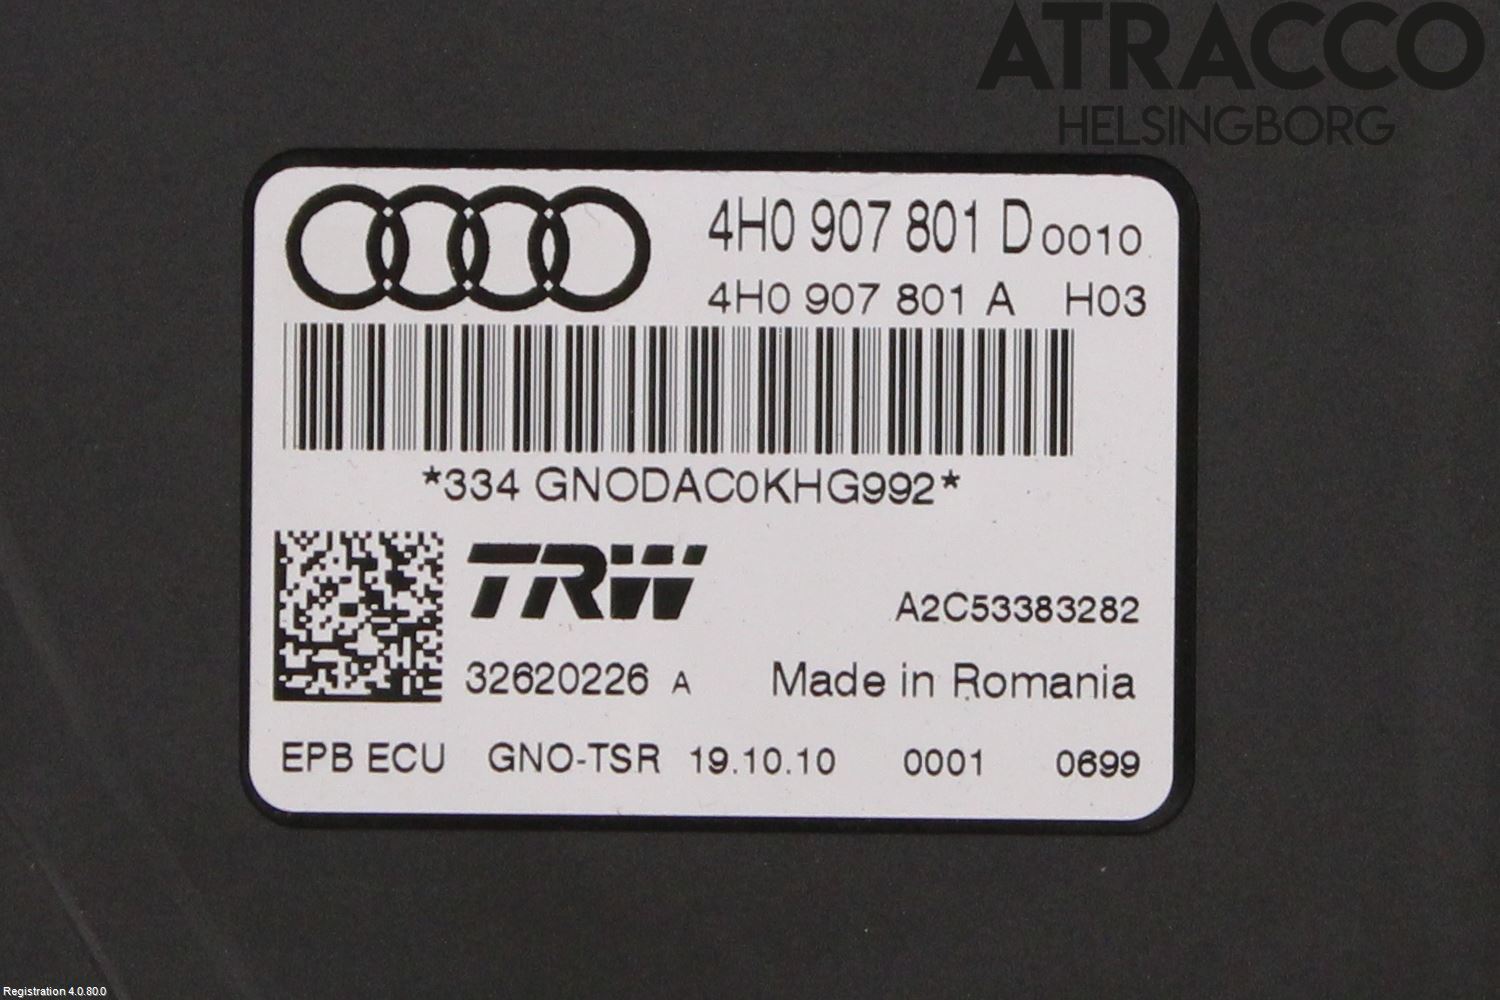 ATRACCO
HELSINGBORG
4H0 907 801 D 0010
4H0 907 801 A H03
*334 GNODAC0KHG992*
TRW
A2C53383282
32620226 A Made in Romania
EPB ECU GNO-TSR 19.10.10 0001 0699
Registration 4.0.80.0